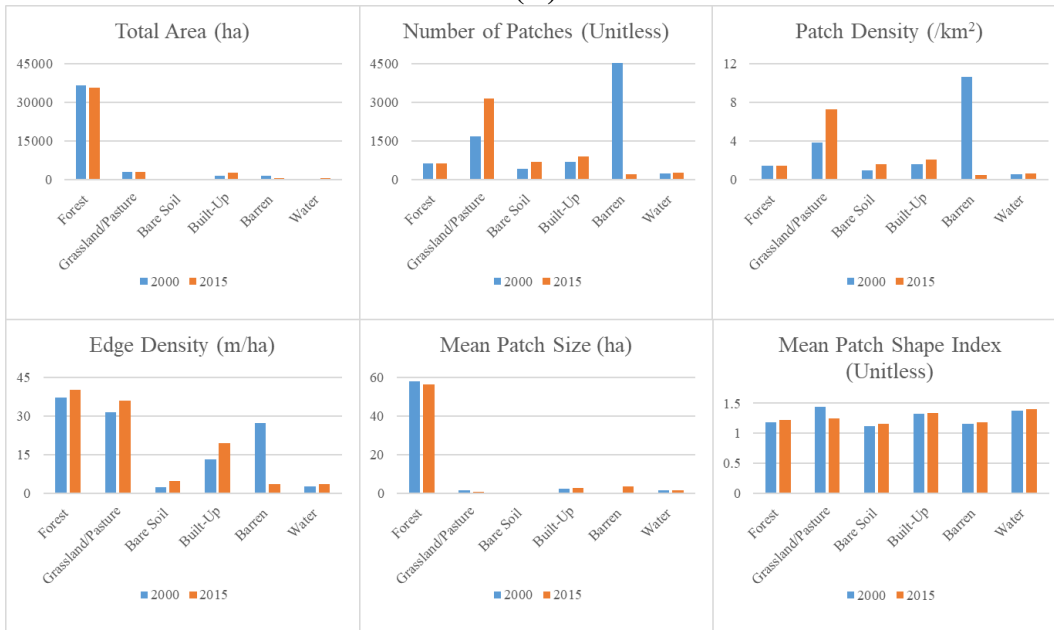 Total Area (ha)
45000
30000
15000
0
Forest
Grassland/Pasture
Bare Soil
Built-Up
Barren
Water
2000 2015
Number of Patches (Unitless)
4500
3000
1500
0
Forest
Grassland/Pasture
Bare Soil
Built-Up
Barren
Water
2000 2015
Patch Density (/km²)
12
8
4
0
Forest
Grassland/Pasture
Bare Soil
Built-Up
Barren
Water
2000 2015
Edge Density (m/ha)
45
30
15
0
Forest
Grassland/Pasture
Bare Soil
Built-Up
Barren
Water
2000 2015
Mean Patch Size (ha)
60
40
20
0
Forest
Grassland/Pasture
Bare Soil
Built-Up
Barren
Water
2000 2015
Mean Patch Shape Index
(Unitless)
1.5
1
0.5
0
Forest
Grassland/Pasture
Bare Soil
Built-Up
Barren
Water
2000 2015